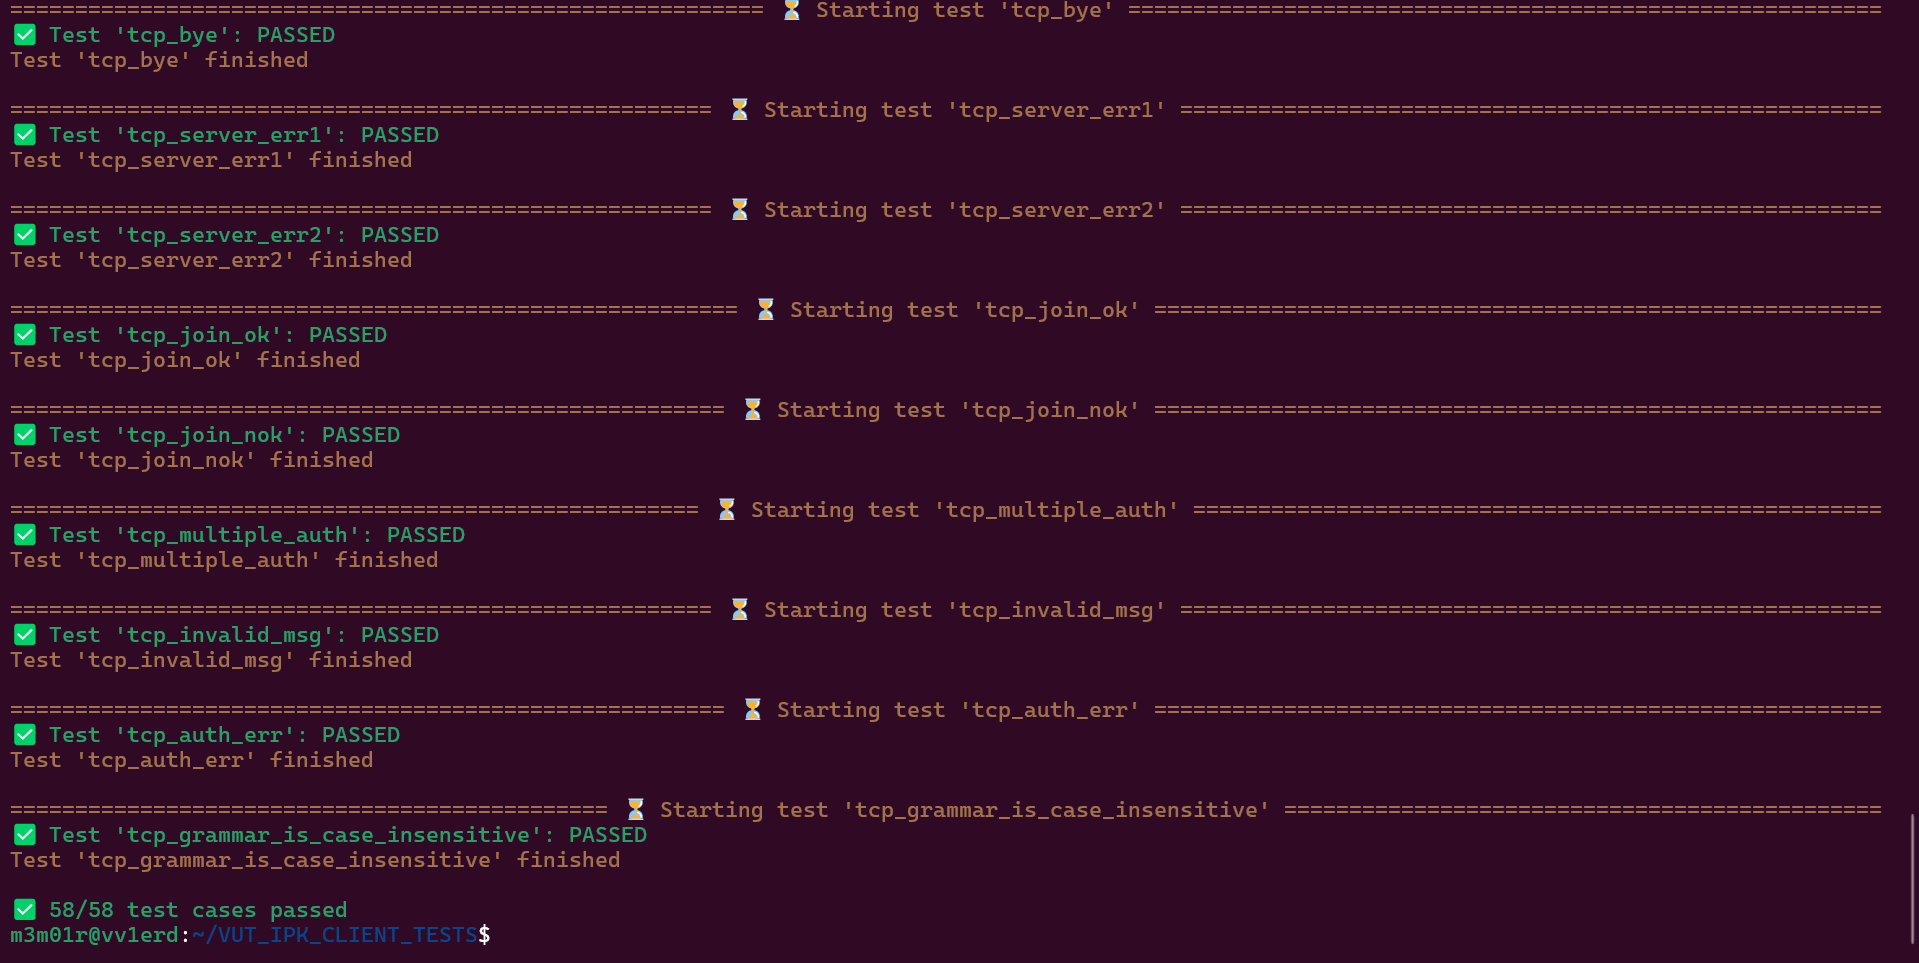 ========================================================== ⏳ Starting test 'tcp_bye' ==========================================================
✅ Test 'tcp_bye': PASSED
Test 'tcp_bye' finished
====================================================== ⏳ Starting test 'tcp_server_err1' ======================================================
✅ Test 'tcp_server_err1': PASSED
Test 'tcp_server_err1' finished
====================================================== ⏳ Starting test 'tcp_server_err2' ======================================================
✅ Test 'tcp_server_err2': PASSED
Test 'tcp_server_err2' finished
======================================================== ⏳ Starting test 'tcp_join_ok' ========================================================
✅ Test 'tcp_join_ok': PASSED
Test 'tcp_join_ok' finished
======================================================= ⏳ Starting test 'tcp_join_nok' ========================================================
✅ Test 'tcp_join_nok': PASSED
Test 'tcp_join_nok' finished
===================================================== ⏳ Starting test 'tcp_multiple_auth' =====================================================
✅ Test 'tcp_multiple_auth': PASSED
Test 'tcp_multiple_auth' finished
====================================================== ⏳ Starting test 'tcp_invalid_msg' ======================================================
✅ Test 'tcp_invalid_msg': PASSED
Test 'tcp_invalid_msg' finished
======================================================= ⏳ Starting test 'tcp_auth_err' ========================================================
✅ Test 'tcp_auth_err': PASSED
Test 'tcp_auth_err' finished
============================================== ⏳ Starting test 'tcp_grammar_is_case_insensitive' ==============================================
✅ Test 'tcp_grammar_is_case_insensitive': PASSED
Test 'tcp_grammar_is_case_insensitive' finished
✅ 58/58 test cases passed
m3m01r@vv1erd:~/VUT_IPK_CLIENT_TESTS$